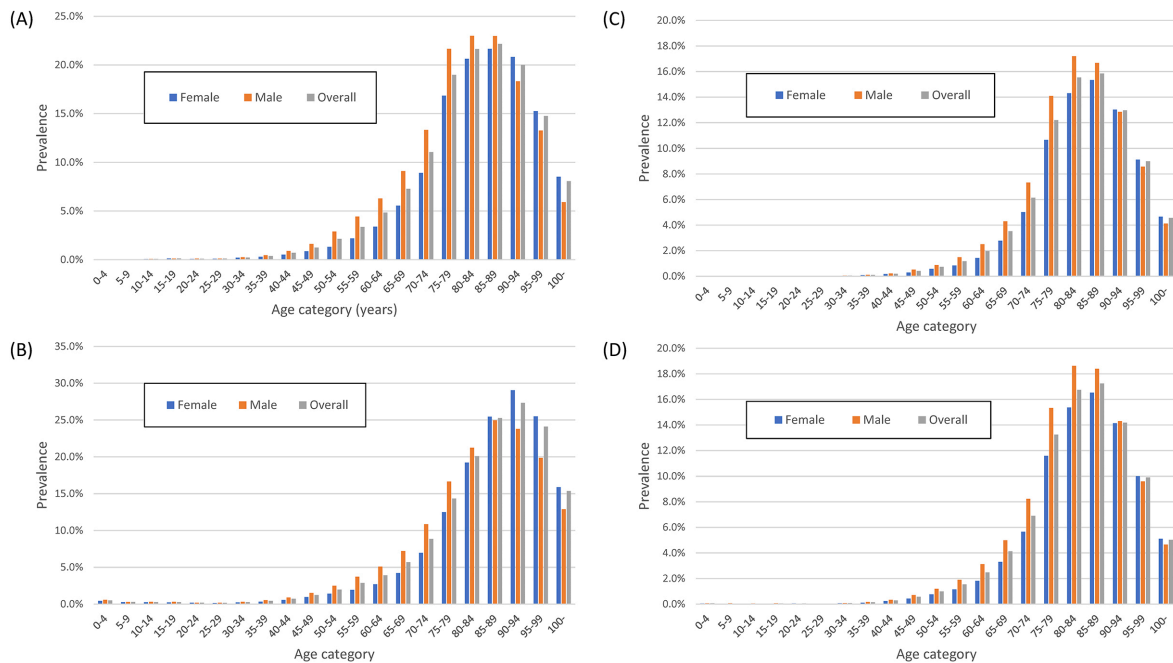 (A)
25.0%
20.0%
15.0%
10.0%
5.0%
0.0%
Prevalence
Female Male Overall
0-4 5-9 10-14 15-19 20-24 25-29 30-34 35-39 40-44 45-49 50-54 55-59 60-64 65-69 70-74 75-79 80-84 85-89 90-94 95-99 100-
Age category (years)
(B)
35.0%
30.0%
25.0%
20.0%
15.0%
10.0%
5.0%
0.0%
Prevalence
Female Male Overall
0-4 5-9 10-14 15-19 20-24 25-29 30-34 35-39 40-44 45-49 50-54 55-59 60-64 65-69 70-74 75-79 80-84 85-89 90-94 95-99 100-
Age category
(C)
20.0%
18.0%
16.0%
14.0%
12.0%
10.0%
8.0%
6.0%
4.0%
2.0%
0.0%
Prevalence
Female Male Overall
0-4 5-9 10-14 15-19 20-24 25-29 30-34 35-39 40-44 45-49 50-54 55-59 60-64 65-69 70-74 75-79 80-84 85-89 90-94 95-99 100-
Age category
(D)
20.0%
18.0%
16.0%
14.0%
12.0%
10.0%
8.0%
6.0%
4.0%
2.0%
0.0%
Prevalence
Female Male Overall
0-4 5-9 10-14 15-19 20-24 25-29 30-34 35-39 40-44 45-49 50-54 55-59 60-64 65-69 70-74 75-79 80-84 85-89 90-94 95-99 100-
Age category